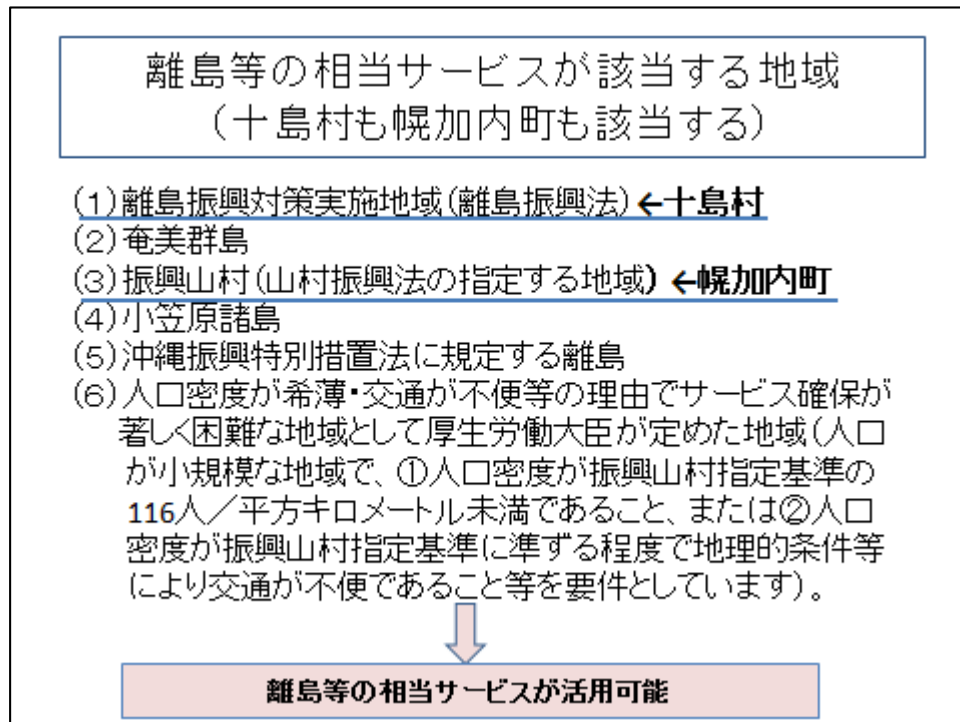 離島等の相当サービスが該当する地域
(十島村も幌加内町も該当する)
(1)離島振興対策実施地域(離島振興法)←十島村
(2)奄美群島
(3)振興山村(山村振興法の指定する地域)←幌加内町
(4)小笠原諸島
(5)沖縄振興特別措置法に規定する離島
(6)人口密度が希薄・交通が不便等の理由でサービス確保が
著しく困難な地域として厚生労働大臣が定めた地域(人口
が小規模な地域で、①人口密度が振興山村指定基準の
116人/平方キロメートル未満であること、または②人口
密度が振興山村指定基準に準ずる程度で地理的条件等
により交通が不便であること等を要件としています)。
離島等の相当サービスが活用可能